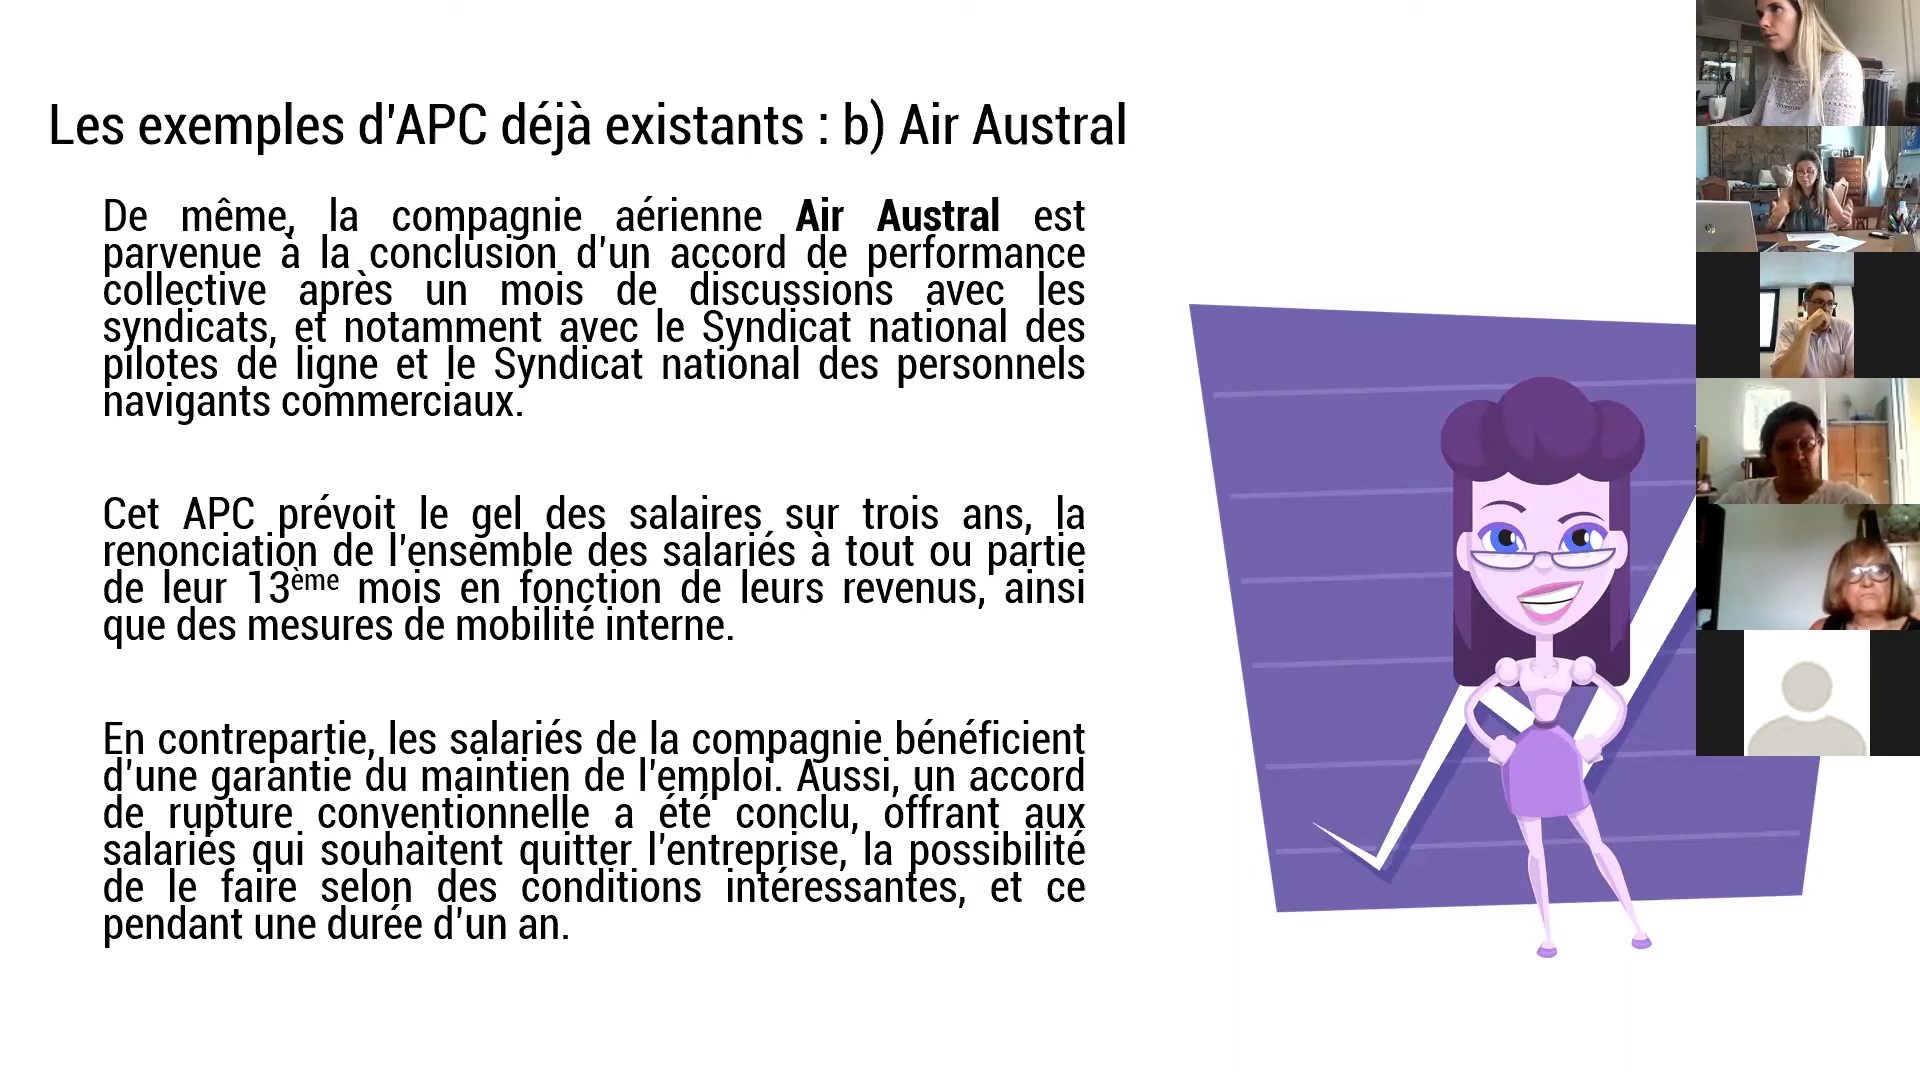 Les exemples d'APC déjà existants : b) Air Austral
De même, la compagnie aérienne Air Austral est
parvenue à la conclusion d'un accord de performance
collective après un mois de discussions avec les
syndicats, et notamment avec le Syndicat national des
pilotes de ligne et le Syndicat national des personnels
navigants commerciaux.
Cet APC prévoit le gel des salaires sur trois ans, la
renonciation de l'ensemble des salariés à tout ou partie
de leur 13ème mois en fonction de leurs revenus, ainsi
que des mesures de mobilité interne.
En contrepartie, les salariés de la compagnie bénéficient
d'une garantie du maintien de l'emploi. Aussi, un accord
de rupture conventionnelle a été conclu, offrant aux
salariés qui souhaitent quitter l'entreprise, la possibilité
de le faire selon des conditions intéressantes, et ce
pendant une durée d'un an.